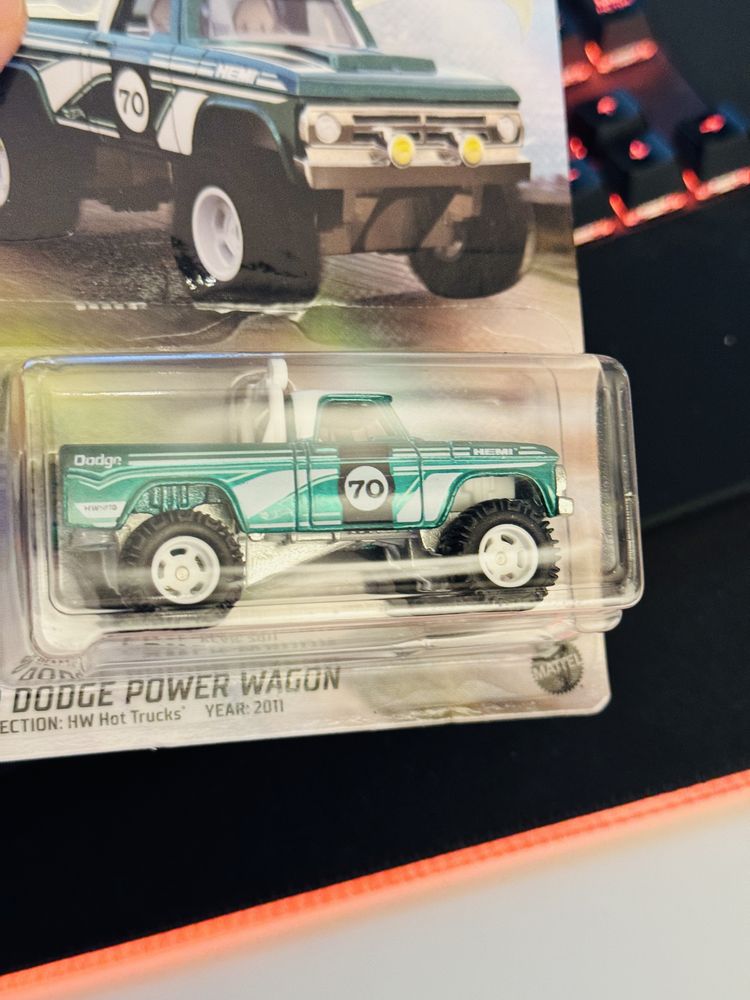 HEMI
70
Dodge
HEMI
70
DODGE POWER WAGON
ECTION: HW Hot Trucks® YEAR: 2011
MATTEL